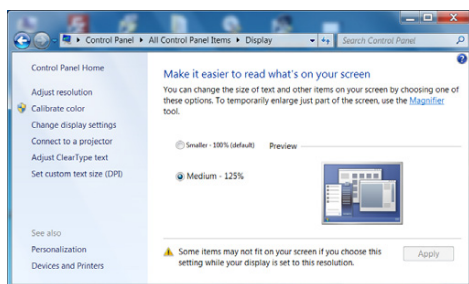 Control Panel ▸ All Control Panel Items ▸ Display
Search Control Panel
Control Panel Home
Adjust resolution
Calibrate color
Change display settings
Connect to a projector
Adjust ClearType text
Set custom text size (DPI)
See also
Personalization
Devices and Printers
Make it easier to read what's on your screen
You can change the size of text and other items on your screen by choosing one of
these options. To temporarily enlarge just part of the screen, use the Magnifier
tool.
Smaller - 100% (default)
Preview
Medium - 125%
Some items may not fit on your screen if you choose this
setting while your display is set to this resolution.
Apply